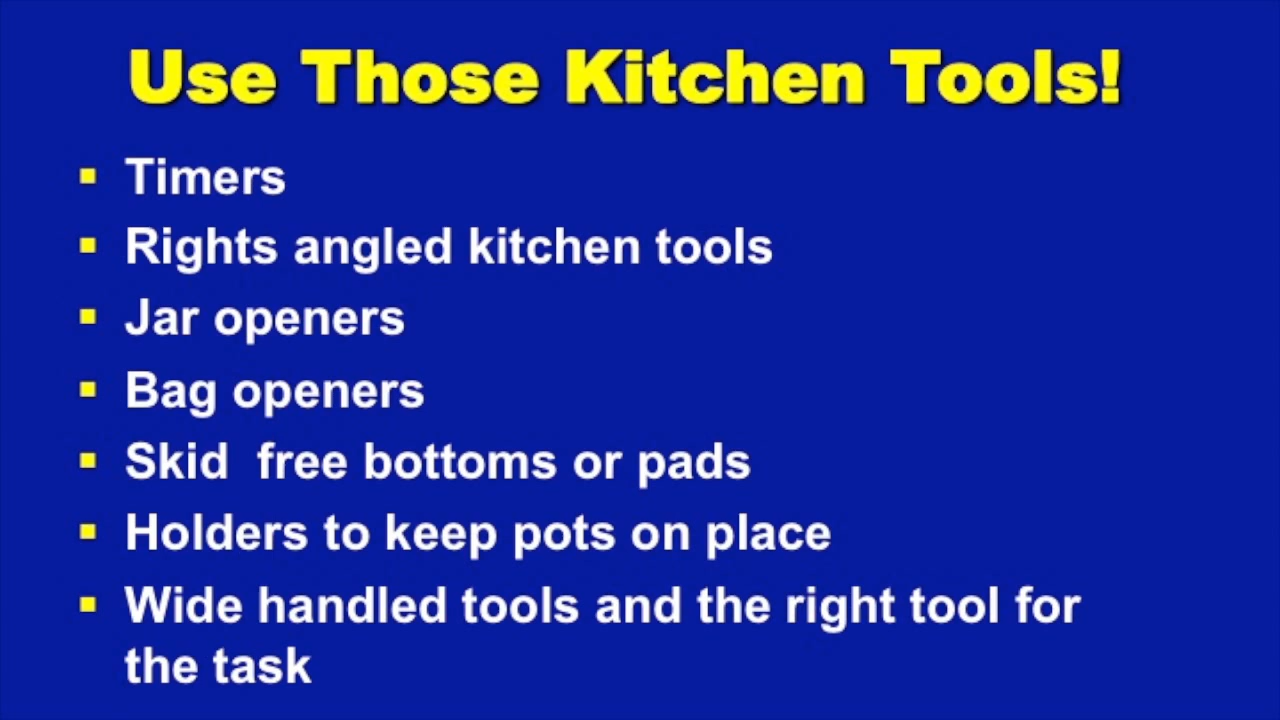 Use Those Kitchen Tools!
Timers
Rights angled kitchen tools
Jar openers
Bag openers
Skid  free bottoms or pads
Holders to keep pots on place
Wide handled tools and the right tool for
the task